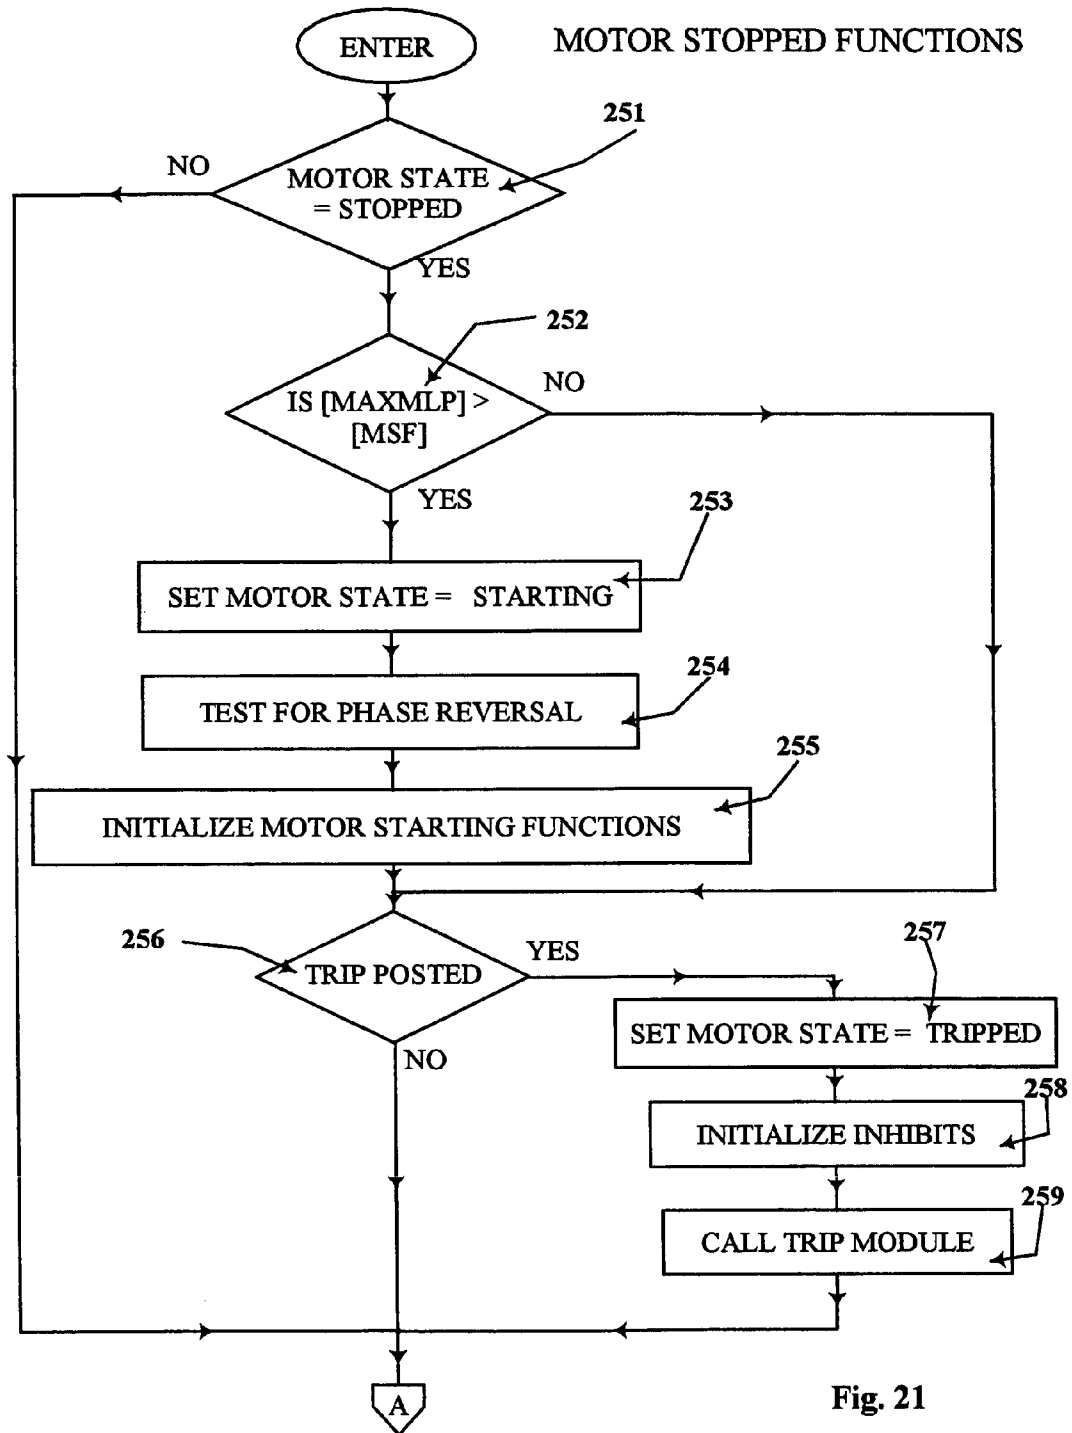 ENTER
MOTOR STOPPED FUNCTIONS
251
NO
MOTOR STATE
= STOPPED
YES
252
IS [MAXMLP] >
[MSF]
NO
YES
253
SET MOTOR STATE = STARTING
254
TEST FOR PHASE REVERSAL
255
INITIALIZE MOTOR STARTING FUNCTIONS
256
TRIP POSTED
YES
257
NO
SET MOTOR STATE = TRIPPED
258
INITIALIZE INHIBITS
259
CALL TRIP MODULE
A
Fig. 21